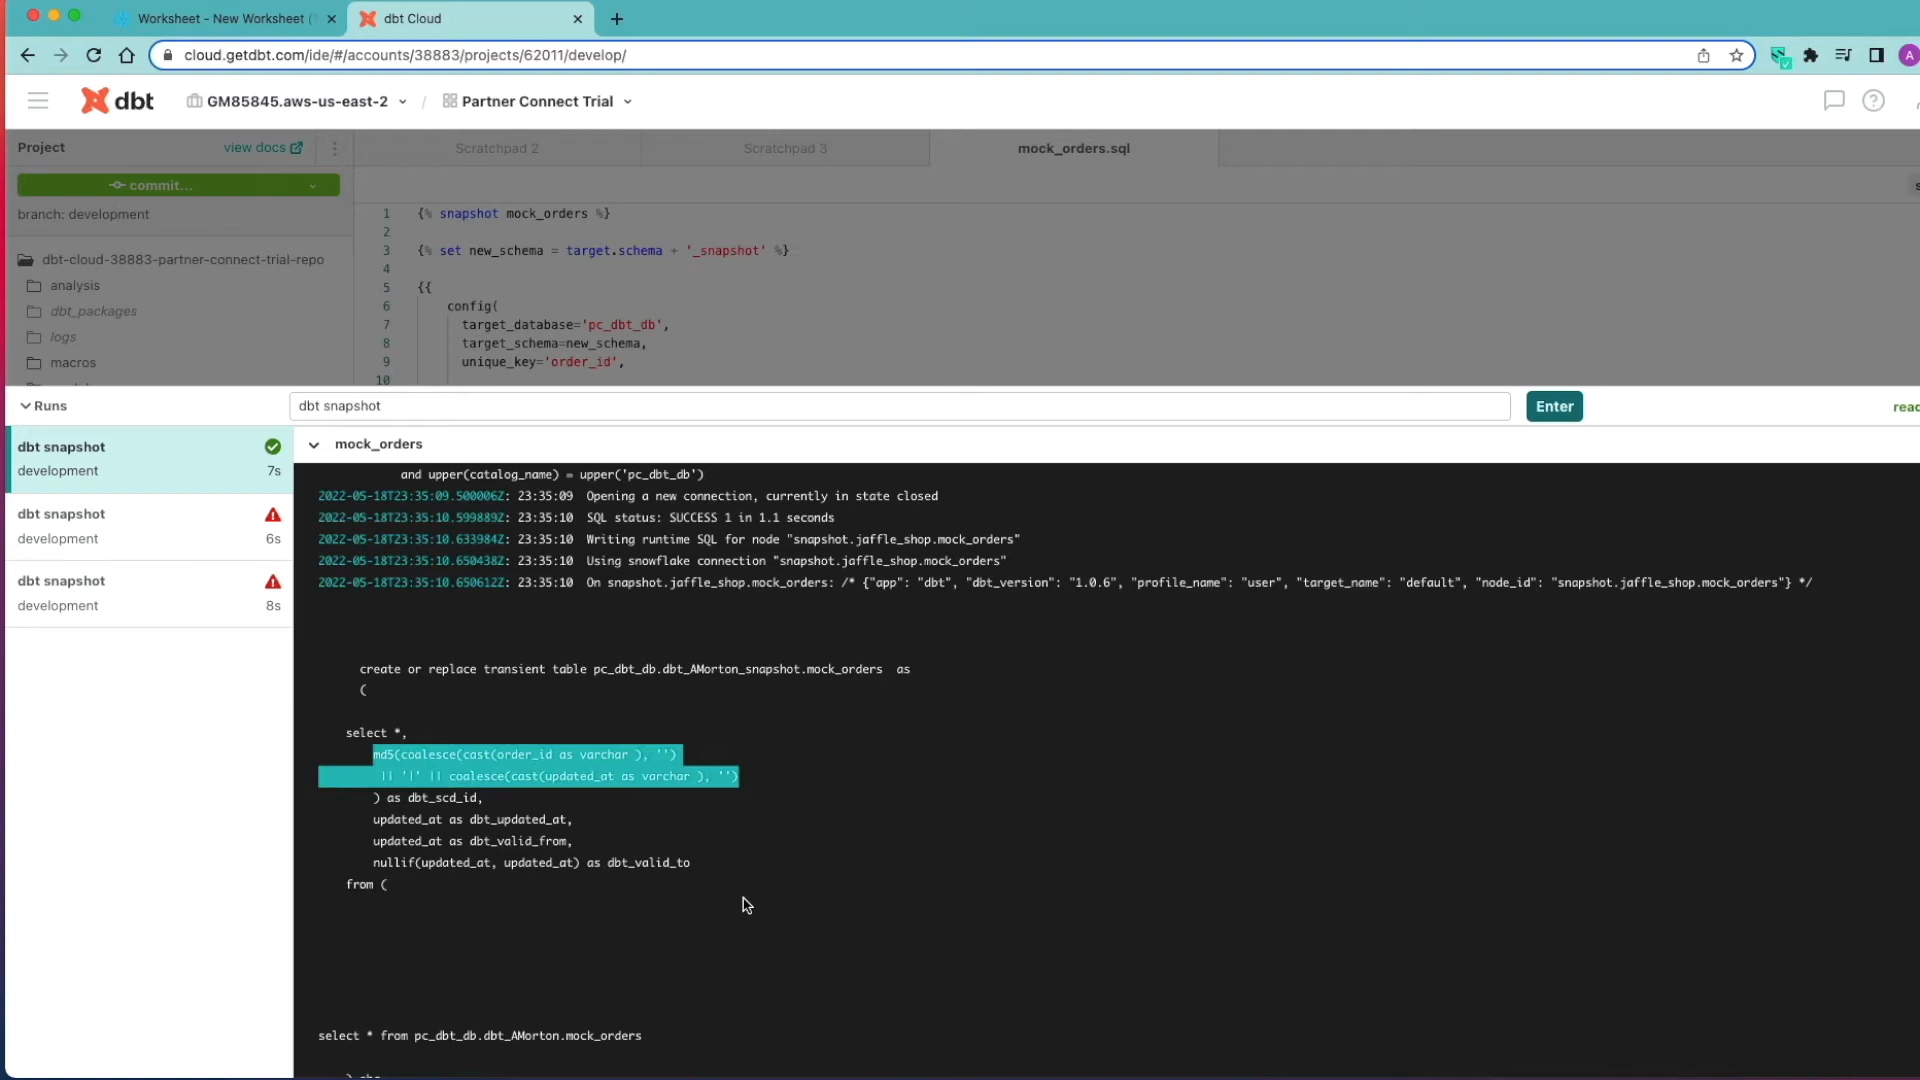 Worksheet - New Worksheet (
dbt Cloud
cloud.getdbt.com/ide/#/accounts/38883/projects/62011/develop/
A
dbt
GM85845.aws-us-east-2
/
Partner Connect Trial
Project
view docs
Scratchpad 2
Scratchpad 3
mock_orders.sql
commit...
branch: development
dbt-cloud-38883-partner-connect-trial-repo
analysis
dbt_packages
logs
macros
1 {% snapshot mock_orders %}
2
3 {% set new_schema = target.schema + '_snapshot' %}
4
5 {{
6 config(
7 target_database='pc_dbt_db',
8 target_schema=new_schema,
9 unique_key='order_id',
10
Runs
dbt snapshot
Enter
read
dbt snapshot
development 7s
dbt snapshot
development 6s
dbt snapshot
development 8s
mock_orders
and upper(catalog_name) = upper('pc_dbt_db')
2022-05-18T23:35:09.500006Z: 23:35:09 Opening a new connection, currently in state closed
2022-05-18T23:35:10.599889Z: 23:35:10 SQL status: SUCCESS 1 in 1.1 seconds
2022-05-18T23:35:10.633984Z: 23:35:10 Writing runtime SQL for node "snapshot.jaffle_shop.mock_orders"
2022-05-18T23:35:10.650438Z: 23:35:10 Using snowflake connection "snapshot.jaffle_shop.mock_orders"
2022-05-18T23:35:10.650612Z: 23:35:10 On snapshot.jaffle_shop.mock_orders: /* {"app": "dbt", "dbt_version": "1.0.6", "profile_name": "user", "target_name": "default", "node_id": "snapshot.jaffle_shop.mock_orders"} */
create or replace transient table pc_dbt_db.dbt_AMorton_snapshot.mock_orders as
(
select *,
md5(coalesce(cast(order_id as varchar ), '')
|| '|' || coalesce(cast(updated_at as varchar ), '')
) as dbt_scd_id,
updated_at as dbt_updated_at,
updated_at as dbt_valid_from,
nullif(updated_at, updated_at) as dbt_valid_to
from (
select * from pc_dbt_db.dbt_AMorton.mock_orders